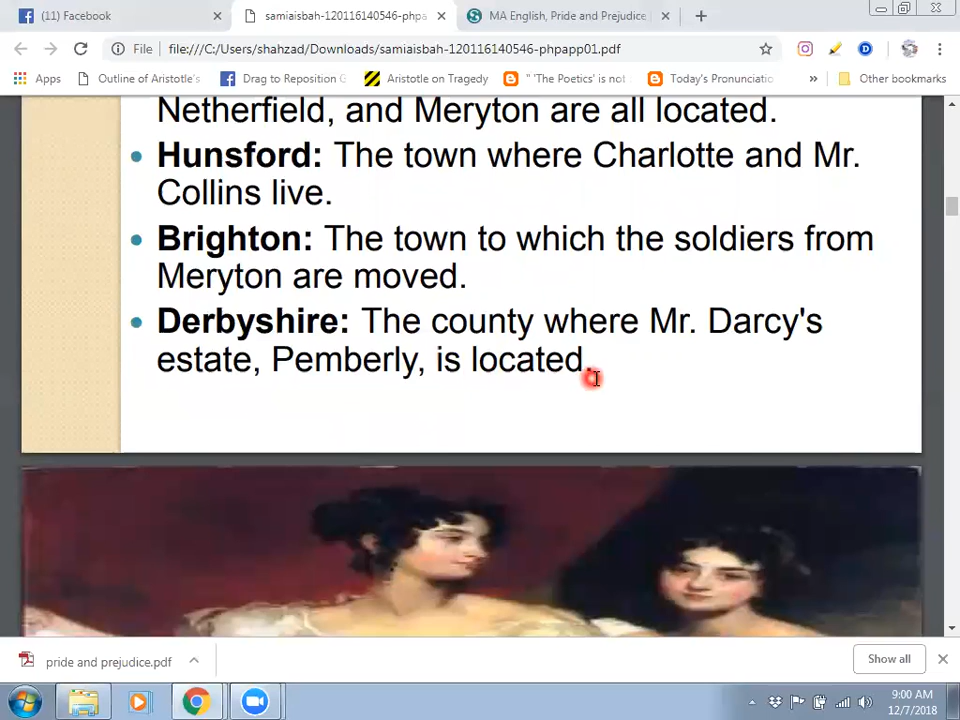 (11) Facebook
samiaisbah-120116140546-phpa
MA English, Pride and Prejudice
File
file:///C:/Users/shahzad/Downloads/samiaisbah-120116140546-phpapp01.pdf
Apps
Outline of Aristotle's
Drag to Reposition
Aristotle on Tragedy
" 'The Poetics' is not
Today's Pronunciatio
»
Other bookmarks
Netherfield, and Meryton are all located.
• Hunsford: The town where Charlotte and Mr.
Collins live.
• Brighton: The town to which the soldiers from
Meryton are moved.
• Derbyshire: The county where Mr. Darcy's
estate, Pemberly, is located.
pride and prejudice.pdf
Show all
9:00 AM
12/7/2018